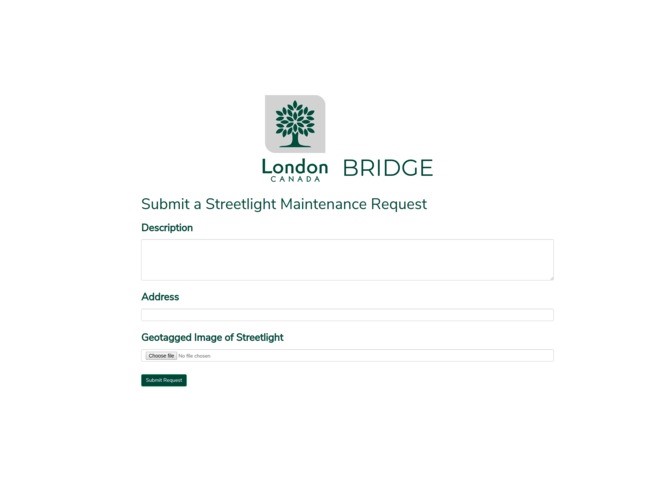 London
CANADA
BRIDGE
Submit a Streetlight Maintenance Request
Description
Address
Geotagged Image of Streetlight
Choose file No file chosen
Submit Request